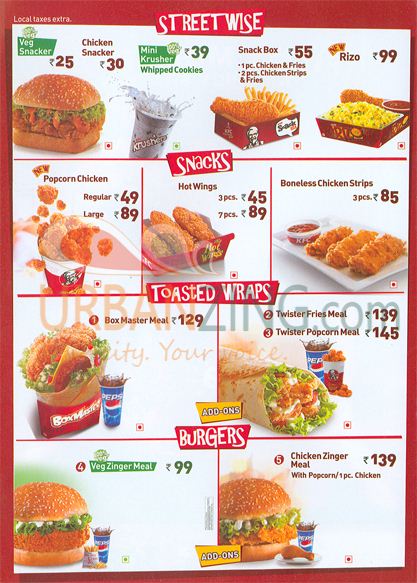 Local taxes extra.
STREETWISE
Veg
Snacker
₹ 25
Chicken
Snacker
₹ 30
Mini
Krusher
Whipped Cookies
₹ 39
Snack Box ₹ 55
• 1 pc. Chicken & Fries
• 2 pcs. Chicken Strips
& Fries
NEW
Rizo ₹ 99
krushers
KFC
Snack
SNACKS
NEW
Popcorn Chicken
Regular ₹ 49
Large ₹ 89
Hot Wings
3 pcs. ₹ 45
7 pcs. ₹ 89
Boneless Chicken Strips
3 pcs. ₹ 85
KFC
Hot
Wings
URBANZING.com
TOASTED WRAPS
City. Your voice.
1 Box Master Meal ₹ 129
2 Twister Fries Meal ₹ 139
3 Twister Popcorn Meal ₹ 145
PEPSI
BOXMASTER
PEPSI
ADD-ONS
BURGERS
4 Veg Zinger Meal ₹ 99
5 Chicken Zinger
Meal
₹ 139
With Popcorn/1 pc. Chicken
PEPSI
PEPSI
ADD-ONS